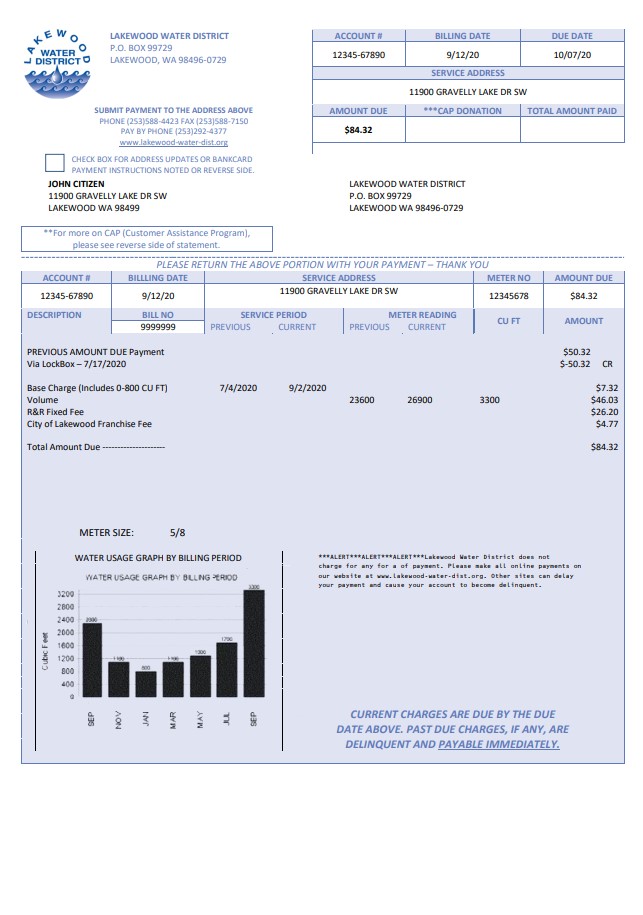 LAKEWOOD
WATER
DISTRICT
LAKEWOOD WATER DISTRICT
P.O. BOX 99729
LAKEWOOD, WA 98496-0729
ACCOUNT # BILLING DATE DUE DATE
12345-67890 9/12/20 10/07/20
SERVICE ADDRESS
11900 GRAVELLY LAKE DR SW
AMOUNT DUE ***CAP DONATION TOTAL AMOUNT PAID
$84.32
SUBMIT PAYMENT TO THE ADDRESS ABOVE
PHONE (253)588-4423 FAX (253)588-7150
PAY BY PHONE (253)292-4377
www.lakewood-water-dist.org
CHECK BOX FOR ADDRESS UPDATES OR BANKCARD
PAYMENT INSTRUCTIONS NOTED OR REVERSE SIDE.
JOHN CITIZEN
11900 GRAVELLY LAKE DR SW
LAKEWOOD WA 98499
LAKEWOOD WATER DISTRICT
P.O. BOX 99729
LAKEWOOD WA 98496-0729
**For more on CAP (Customer Assistance Program),
please see reverse side of statement.
PLEASE RETURN THE ABOVE PORTION WITH YOUR PAYMENT – THANK YOU
ACCOUNT # BILLLING DATE SERVICE ADDRESS METER NO AMOUNT DUE
12345-67890 9/12/20 11900 GRAVELLY LAKE DR SW 12345678 $84.32
DESCRIPTION BILL NO SERVICE PERIOD METER READING CU FT AMOUNT
9999999 PREVIOUS CURRENT PREVIOUS CURRENT
PREVIOUS AMOUNT DUE Payment $50.32
Via LockBox – 7/17/2020 $-50.32 CR
Base Charge (Includes 0-800 CU FT) 7/4/2020 9/2/2020 $7.32
Volume 23600 26900 3300 $46.03
R&R Fixed Fee $26.20
City of Lakewood Franchise Fee $4.77
Total Amount Due --------------------- $84.32
METER SIZE: 5/8
WATER USAGE GRAPH BY BILLING PERIOD
WATER USAGE GRAPH BY BILLING PERIOD
Cubic Feet
3200
2800
2400
2000
1600
1200
800
400
0
1100 800 1100 1300 1700 3300
SEP NOV JAN MAR MAY JUL SEP
***ALERT***ALERT***ALERT***Lakewood Water District does not
charge for any for a of payment. Please make all online payments on
our website at www.lakewood-water-dist.org. Other sites can delay
your payment and cause your account to become delinquent.
CURRENT CHARGES ARE DUE BY THE DUE
DATE ABOVE. PAST DUE CHARGES, IF ANY, ARE
DELINQUENT AND PAYABLE IMMEDIATELY.